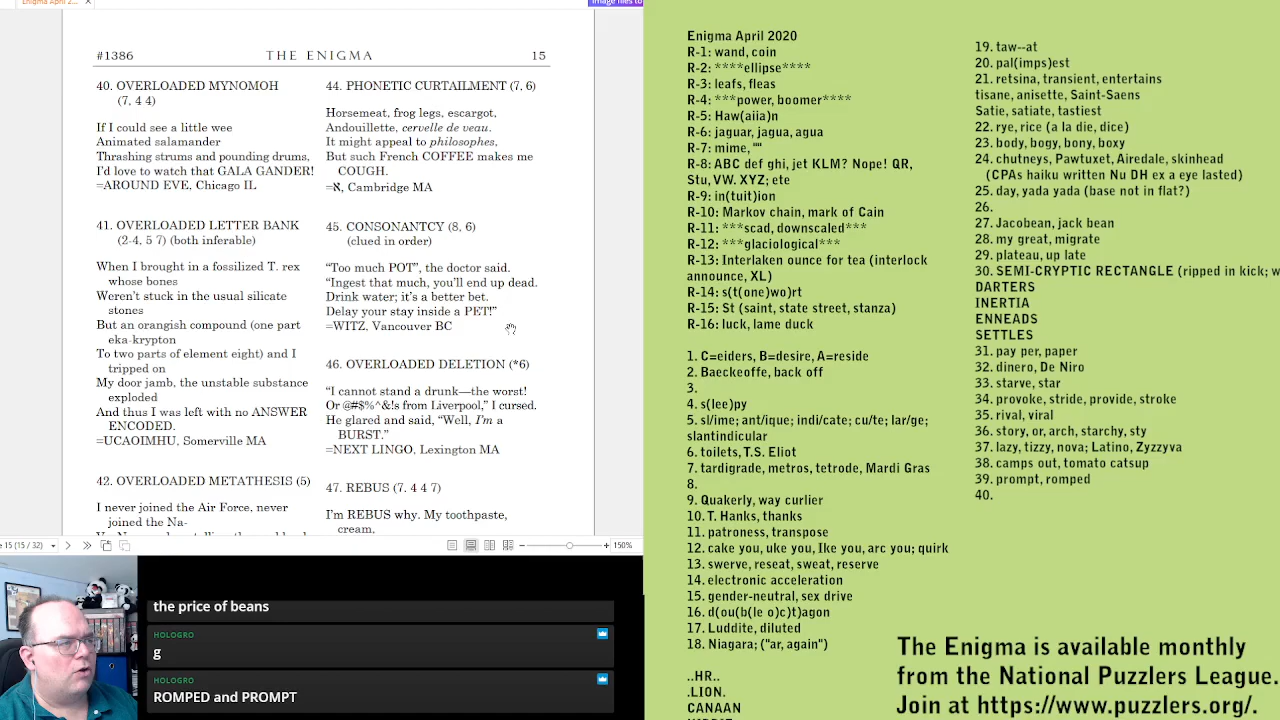 Enigma April 2...
#1386 THE ENIGMA 15
40. OVERLOADED MYNOMOH
(7, 4 4)
If I could see a little wee
Animated salamander
Thrashing strums and pounding drums,
I'd love to watch that GALA GANDER!
=AROUND EVE, Chicago IL
41. OVERLOADED LETTER BANK
(2-4, 5 7) (both inferable)
When I brought in a fossilized T. rex
whose bones
Weren't stuck in the usual silicate
stones
But an orangish compound (one part
eka-krypton
To two parts of element eight) and I
tripped on
My door jamb, the unstable substance
exploded
And thus I was left with no ANSWER
ENCODED.
=UCAOIMHU, Somerville MA
42. OVERLOADED METATHESIS (5)
I never joined the Air Force, never
joined the Na-
44. PHONETIC CURTAILMENT (7, 6)
Horsemeat, frog legs, escargot,
Andouillette, cervelle de veau.
It might appeal to philosophes,
But such French COFFEE makes me
COUGH.
=ℵ, Cambridge MA
45. CONSONANTCY (8, 6)
(clued in order)
"Too much POT", the doctor said.
"Ingest that much, you'll end up dead.
Drink water; it's a better bet.
Delay your stay inside a PET!"
=WITZ, Vancouver BC
46. OVERLOADED DELETION (*6)
"I cannot stand a drunk—the worst!
Or @#$%^&!s from Liverpool," I cursed.
He glared and said, "Well, I'm a
BURST."
=NEXT LINGO, Lexington MA
47. REBUS (7. 4 4 7)
I'm REBUS why. My toothpaste,
cream,
15 (15 / 32)
150%
the price of beans
HOLOGRO
g
HOLOGRO
ROMPED and PROMPT
Enigma April 2020
R-1: wand, coin
R-2: ****ellipse****
R-3: leafs, fleas
R-4: ***power, boomer****
R-5: Haw(aiia)n
R-6: jaguar, jagua, agua
R-7: mime, ""
R-8: ABC def ghi, jet KLM? Nope! QR,
Stu, VW. XYZ; ete
R-9: in(tuit)ion
R-10: Markov chain, mark of Cain
R-11: ***scad, downscaled***
R-12: ***glaciological***
R-13: Interlaken ounce for tea (interlock
announce, XL)
R-14: s(t(one)wo)rt
R-15: St (saint, state street, stanza)
R-16: luck, lame duck
1. C=eiders, B=desire, A=reside
2. Baeckeoffe, back off
3.
4. s(lee)py
5. sl/ime; ant/ique; indi/cate; cu/te; lar/ge;
slantindicular
6. toilets, T.S. Eliot
7. tardigrade, metros, tetrode, Mardi Gras
8.
9. Quakerly, way curlier
10. T. Hanks, thanks
11. patroness, transpose
12. cake you, uke you, Ike you, arc you; quirk
13. swerve, reseat, sweat, reserve
14. electronic acceleration
15. gender-neutral, sex drive
16. d(ou(b(le o)c)t)agon
17. Luddite, diluted
18. Niagara; ("ar, again")
..HR..
.LION.
CANAAN
19. taw--at
20. pal(imps)est
21. retsina, transient, entertains
tisane, anisette, Saint-Saens
Satie, satiate, tastiest
22. rye, rice (a la die, dice)
23. body, bogy, bony, boxy
24. chutneys, Pawtuxet, Airedale, skinhead
(CPAs haiku written Nu DH ex a eye lasted)
25. day, yada yada (base not in flat?)
26.
27. Jacobean, jack bean
28. my great, migrate
29. plateau, up late
30. SEMI-CRYPTIC RECTANGLE (ripped in kick; w
DARTERS
INERTIA
ENNEADS
SETTLES
31. pay per, paper
32. dinero, De Niro
33. starve, star
34. provoke, stride, provide, stroke
35. rival, viral
36. story, or, arch, starchy, sty
37. lazy, tizzy, nova; Latino, Zyzzyva
38. camps out, tomato catsup
39. prompt, romped
40.
The Enigma is available monthly
from the National Puzzlers League.
Join at https://www.puzzlers.org/.